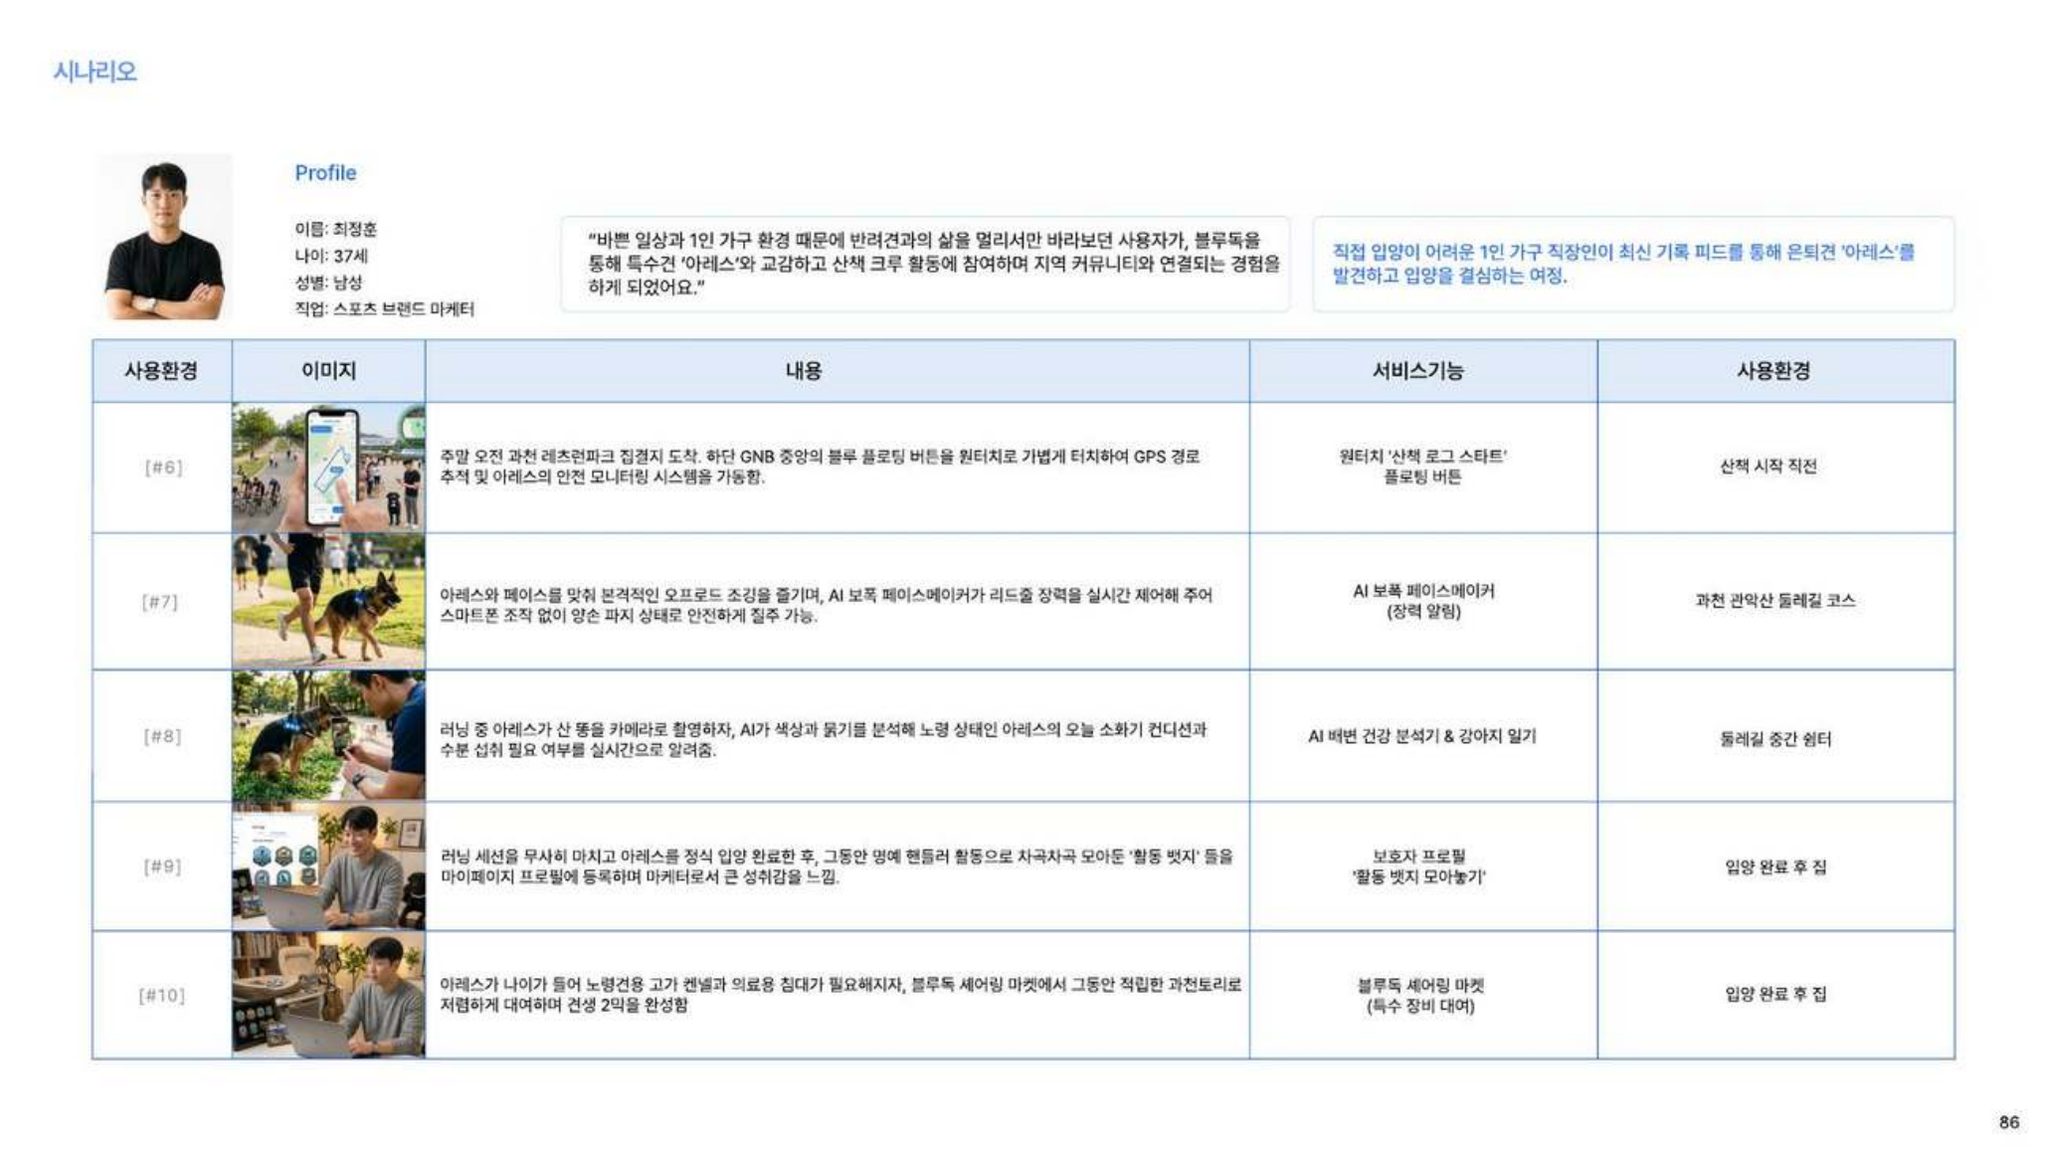 시나리오
Profile
이름: 최정훈
나이: 37세
성별: 남성
직업: 스포츠 브랜드 마케터
“바쁜 일상과 1인 가구 환경 때문에 반려견과의 삶을 멀리서만 바라보던 사용자가, 블루독을
통해 특수견 ‘아레스’와 교감하고 산책 크루 활동에 참여하며 지역 커뮤니티와 연결되는 경험을
하게 되었어요.”
직접 입양이 어려운 1인 가구 직장인이 최신 기록 피드를 통해 은퇴견 '아레스'를
발견하고 입양을 결심하는 여정.
사용환경 이미지 내용 서비스기능 사용환경
[#6]
주말 오전 과천 레츠런파크 집결지 도착. 하단 GNB 중앙의 블루 플로팅 버튼을 원터치로 가볍게 터치하여 GPS 경로
추적 및 아레스의 안전 모니터링 시스템을 가동함.
원터치 '산책 로그 스타트'
플로팅 버튼
산책 시작 직전
[#7]
아레스와 페이스를 맞춰 본격적인 오프로드 조깅을 즐기며, AI 보폭 페이스메이커가 리드줄 장력을 실시간 제어해 주어
스마트폰 조작 없이 양손 파지 상태로 안전하게 질주 가능.
AI 보폭 페이스메이커
(장력 알림)
과천 관악산 둘레길 코스
[#8]
러닝 중 아레스가 산 똥을 카메라로 촬영하자, AI가 색상과 묽기를 분석해 노령 상태인 아레스의 오늘 소화기 컨디션과
수분 섭취 필요 여부를 실시간으로 알려줌.
AI 배변 건강 분석기 & 강아지 일기
둘레길 중간 쉼터
[#9]
러닝 세션을 무사히 마치고 아레스를 정식 입양 완료한 후, 그동안 명예 핸들러 활동으로 차곡차곡 모아둔 '활동 뱃지' 들을
마이페이지 프로필에 등록하며 마케터로서 큰 성취감을 느낌.
보호자 프로필
'활동 뱃지 모아놓기'
입양 완료 후 집
[#10]
아레스가 나이가 들어 노령견용 고가 켄넬과 의료용 침대가 필요해지자, 블루독 셰어링 마켓에서 그동안 적립한 과천토리로
저렴하게 대여하며 견생 2막을 완성함
블루독 셰어링 마켓
(특수 장비 대여)
입양 완료 후 집
86